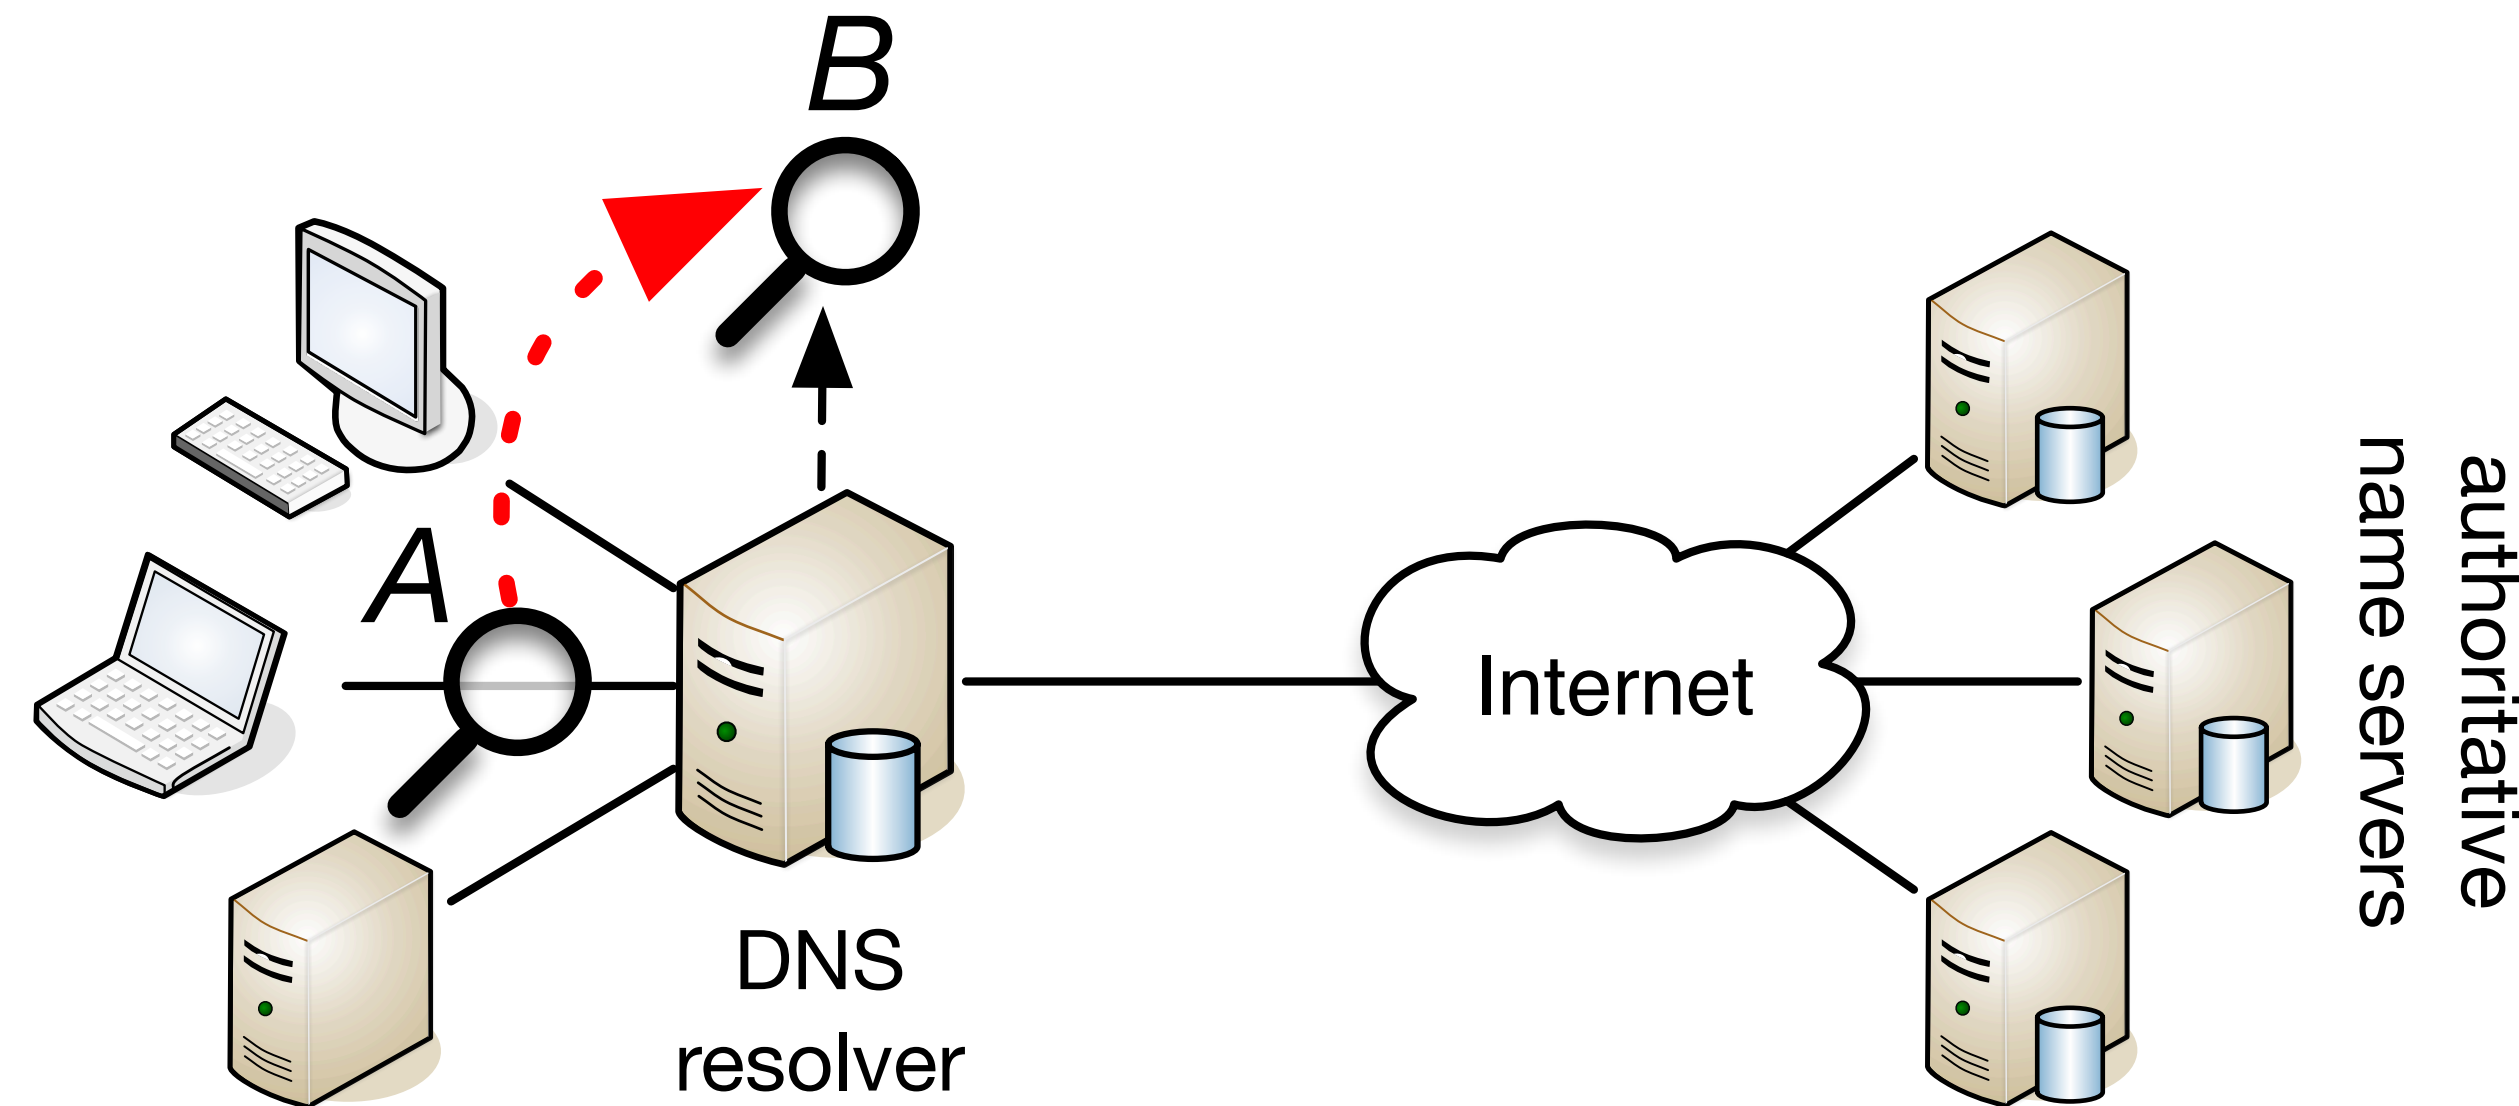 B
A
Internet
DNS
resolver
authoritative
name servers